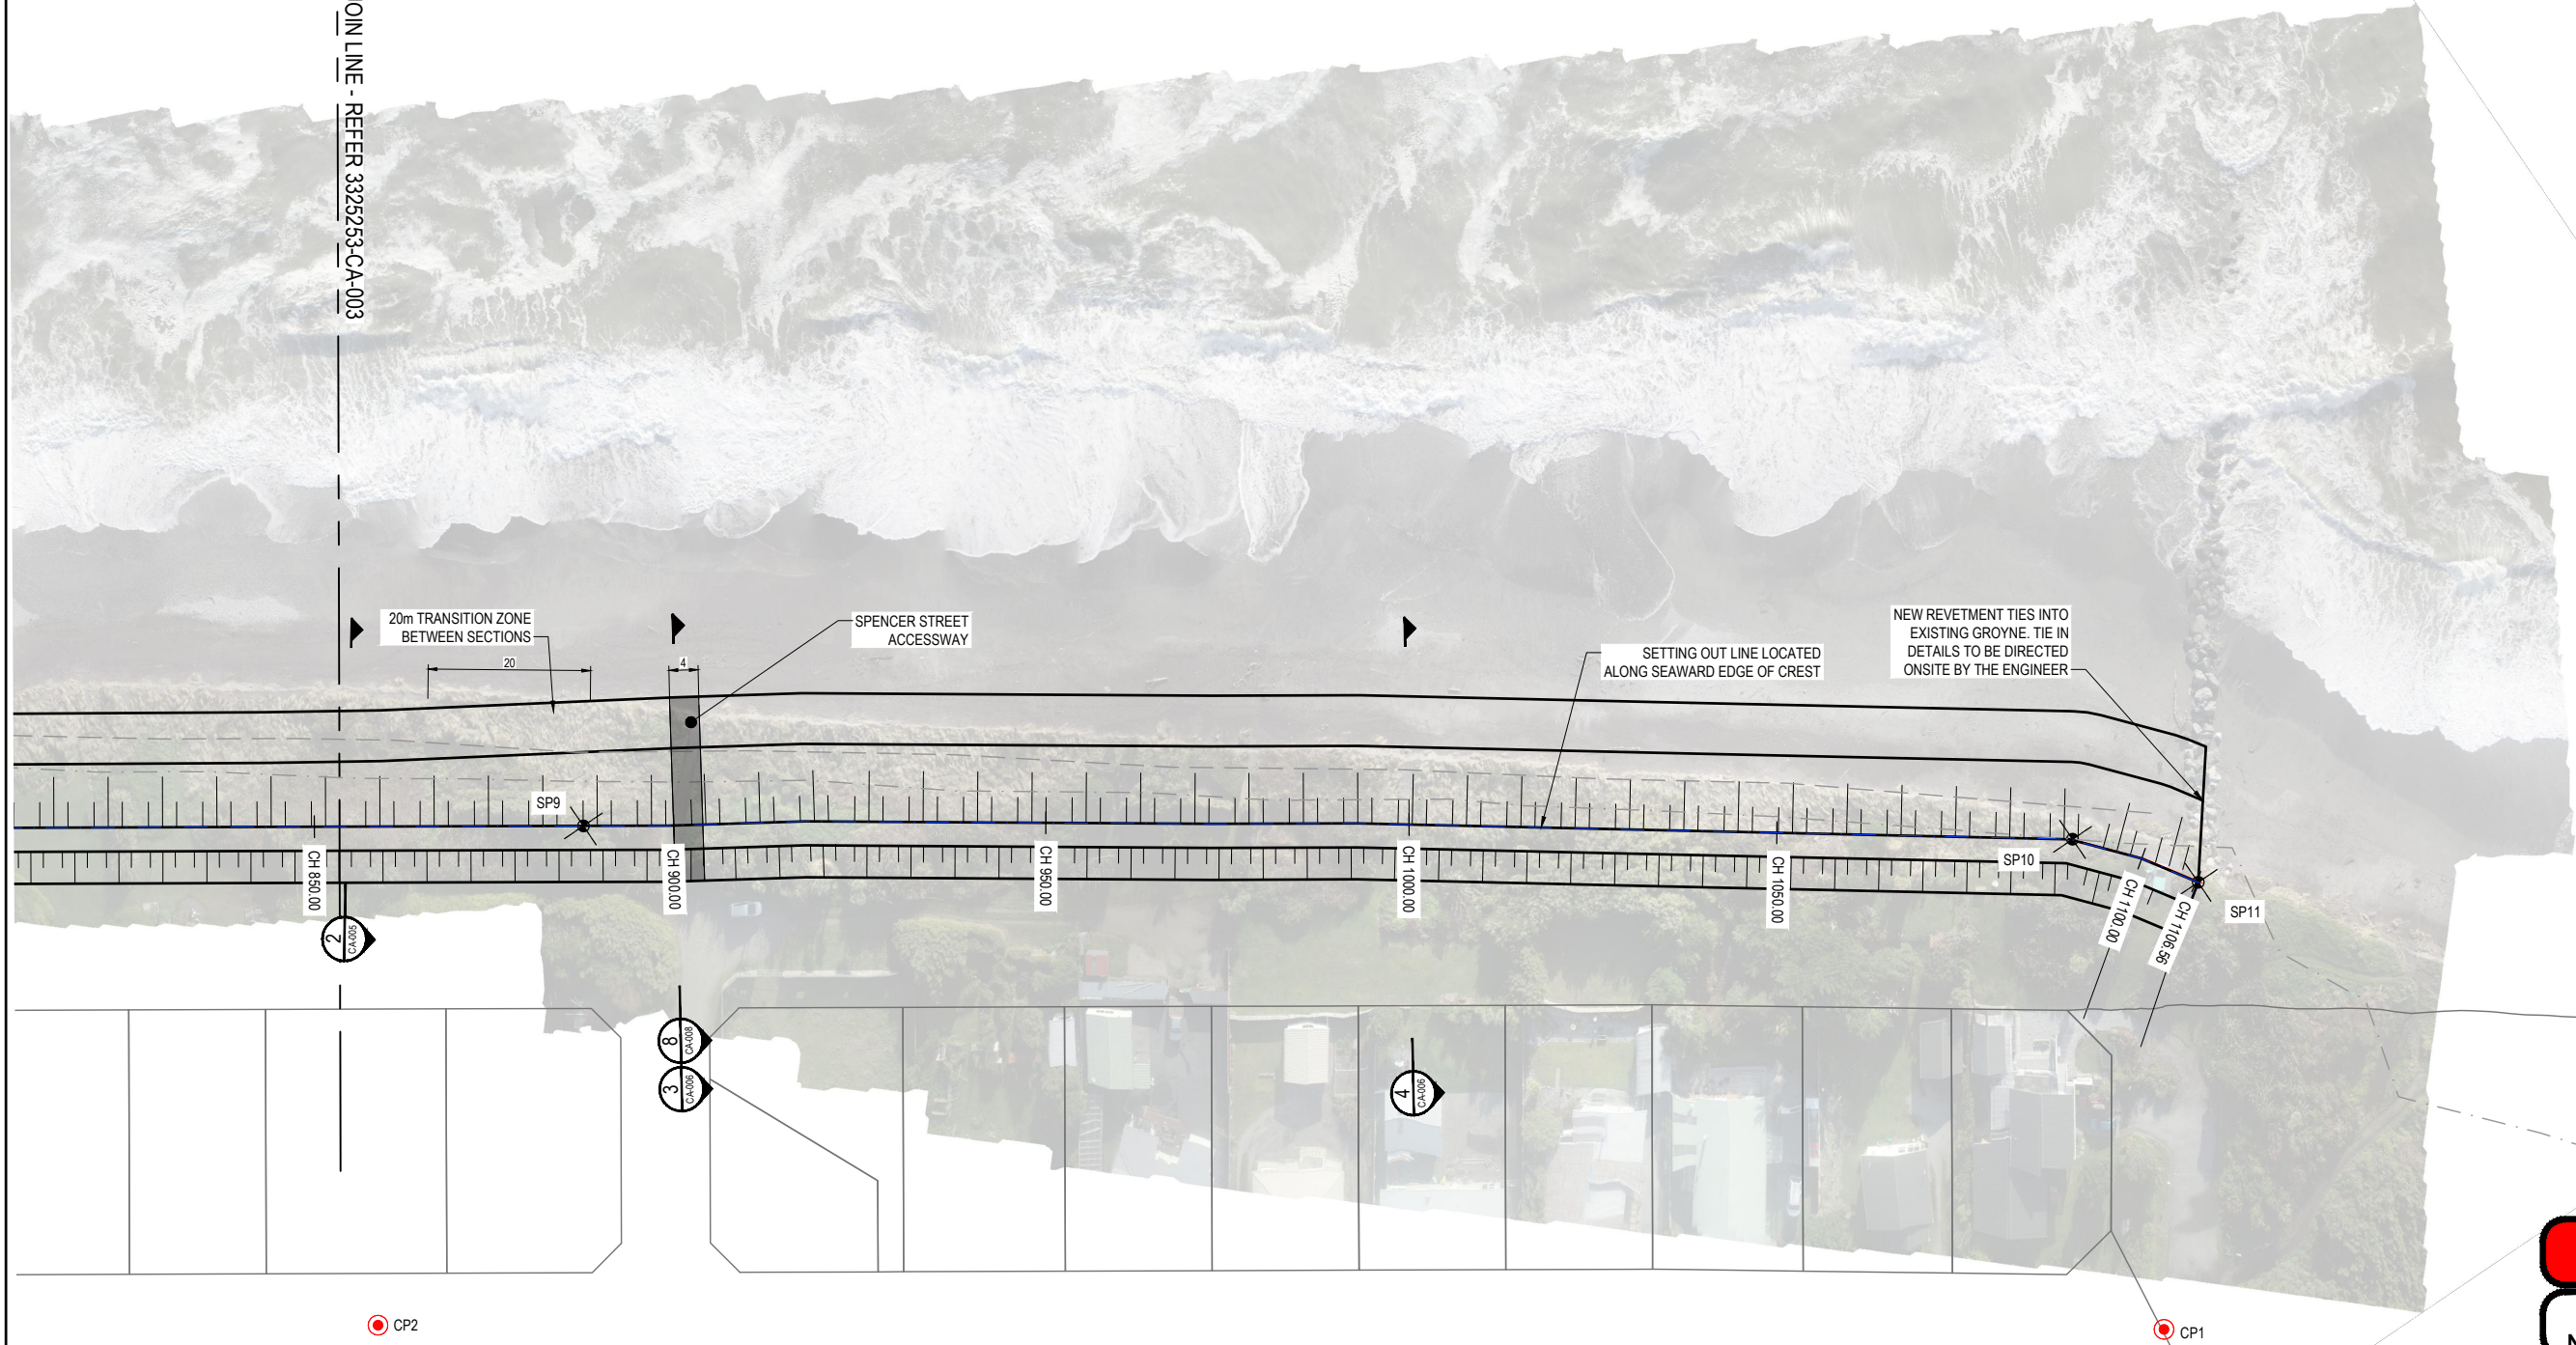 JOIN LINE - REFER 3325253-CA-003
20m TRANSITION ZONE
BETWEEN SECTIONS
20
4
SPENCER STREET
ACCESSWAY
SETTING OUT LINE LOCATED
ALONG SEAWARD EDGE OF CREST
NEW REVETMENT TIES INTO
EXISTING GROYNE. TIE IN
DETAILS TO BE DIRECTED
ONSITE BY THE ENGINEER
SP9
SP10
SP11
CH 850.00
CH 900.00
CH 950.00
CH 1000.00
CH 1050.00
CH 1100.00
CH 1106.56
2
CA-005
8
CA-008
3
CA-006
4
CA-006
CP2
CP1